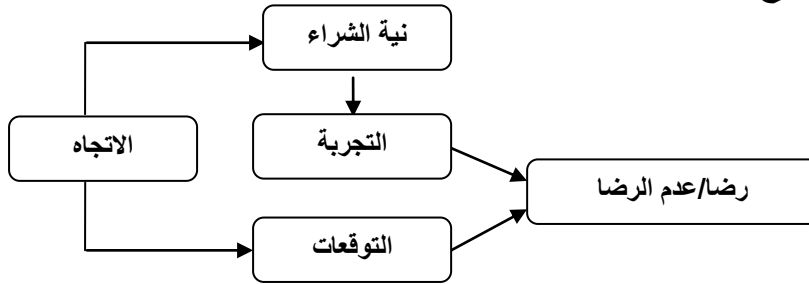 نية الشراء
الاتجاه
التجربة
رضا/عدم الرضا
التوقعات